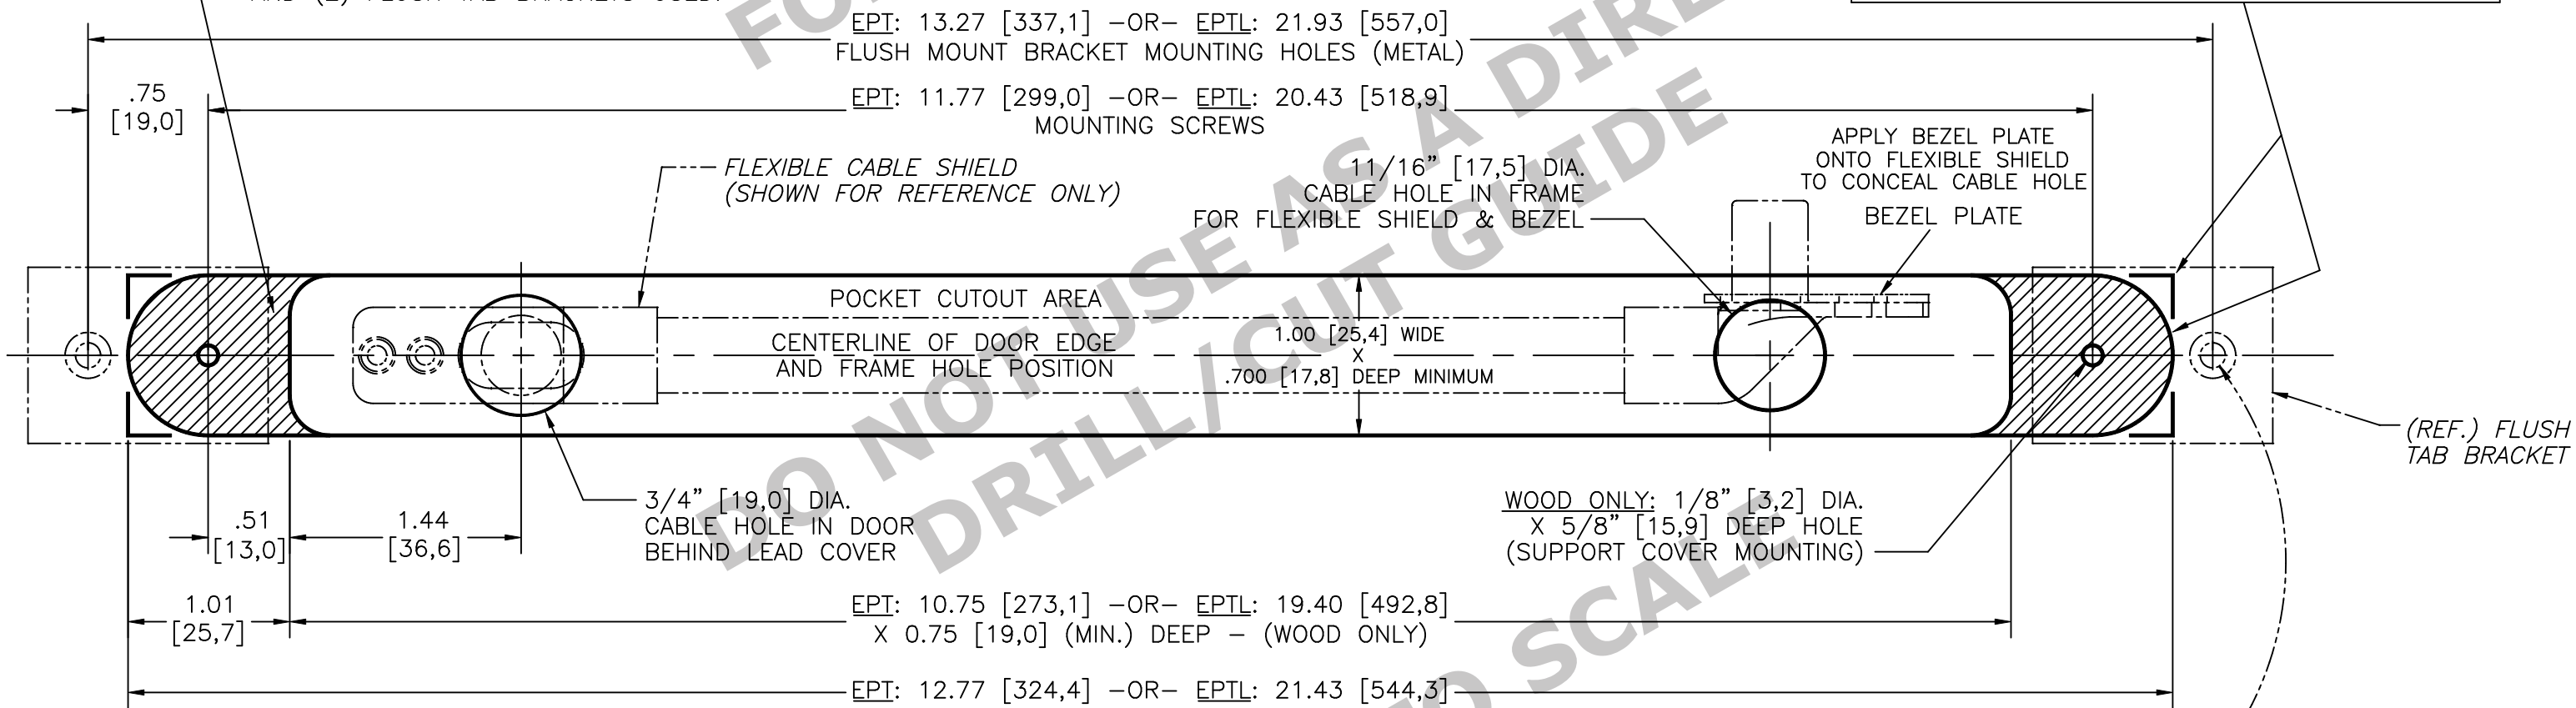 EPT: 13.27 [337,1] –OR– EPTL: 21.93 [557,0]
FLUSH MOUNT BRACKET MOUNTING HOLES (METAL)
.75
[19,0]
EPT: 11.77 [299,0] –OR– EPTL: 20.43 [518,9]
MOUNTING SCREWS
FLEXIBLE CABLE SHIELD
(SHOWN FOR REFERENCE ONLY)
11/16" [17,5] DIA.
CABLE HOLE IN FRAME
FOR FLEXIBLE SHIELD & BEZEL
APPLY BEZEL PLATE
ONTO FLEXIBLE SHIELD
TO CONCEAL CABLE HOLE
BEZEL PLATE
POCKET CUTOUT AREA
CENTERLINE OF DOOR EDGE
AND FRAME HOLE POSITION
1.00 [25,4] WIDE
X
.700 [17,8] DEEP MINIMUM
(REF.) FLUSH
TAB BRACKET
.51
[13,0]
1.44
[36,6]
3/4" [19,0] DIA.
CABLE HOLE IN DOOR
BEHIND LEAD COVER
WOOD ONLY: 1/8" [3,2] DIA.
X 5/8" [15,9] DEEP HOLE
(SUPPORT COVER MOUNTING)
1.01
[25,7]
EPT: 10.75 [273,1] –OR– EPTL: 19.40 [492,8]
X 0.75 [19,0] (MIN.) DEEP – (WOOD ONLY)
EPT: 12.77 [324,4] –OR– EPTL: 21.43 [544,3]
DO NOT USE AS A DIRE
DRILL/CUT GUIDE
TO SCALE